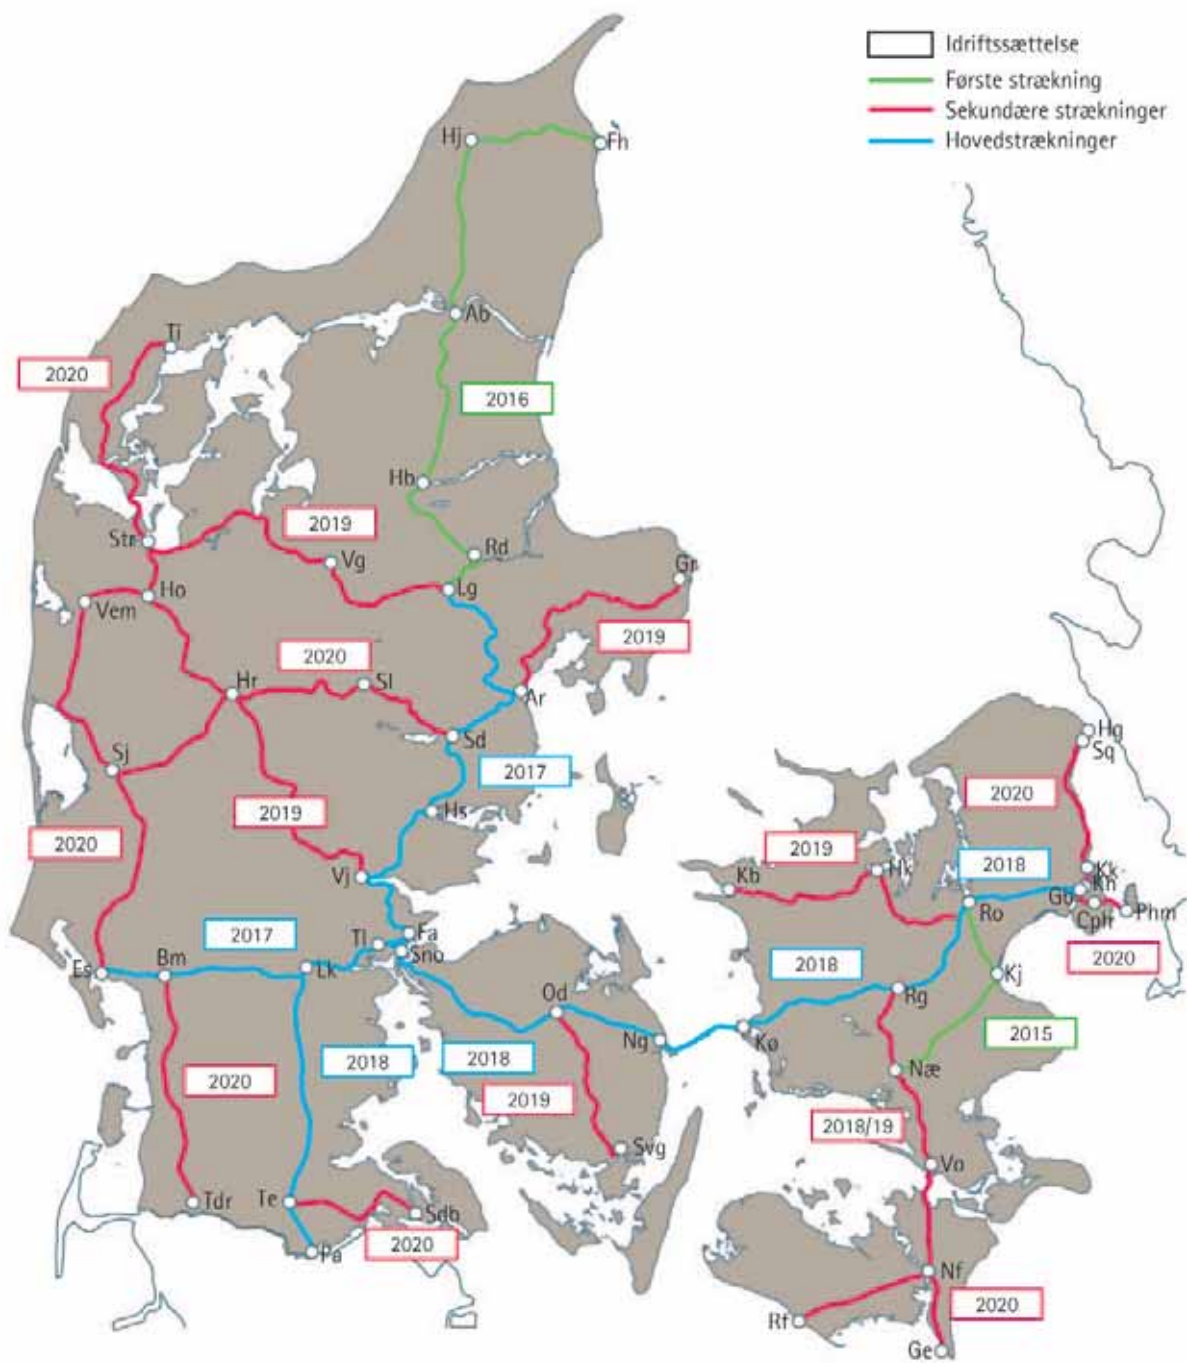 Idriftssættelse
Første strækning
Sekundære strækninger
Hovedstrækninger
Hj
Fh
Ab
Ti
2020
2016
Hb
2019
Str
Vg
Rd
Gr
Ho
Lg
Vem
2019
2020
Hr
Sl
Ar
Sd
Hg
Sq
Sj
2017
2020
2019
Hs
2020
2019
2018
Vj
Kb
Hk
Kk
Kn
Gb
Ro
Cph
Phm
Tl
Fa
Sno
2017
Bm
Es
Lk
2018
2020
Od
Rg
Kj
Ng
Kø
2018
2018
2015
Næ
2020
2019
2018/19
Svg
Vo
Tdr
Te
Sdb
2020
Pa
Nf
2020
Rf
Ge